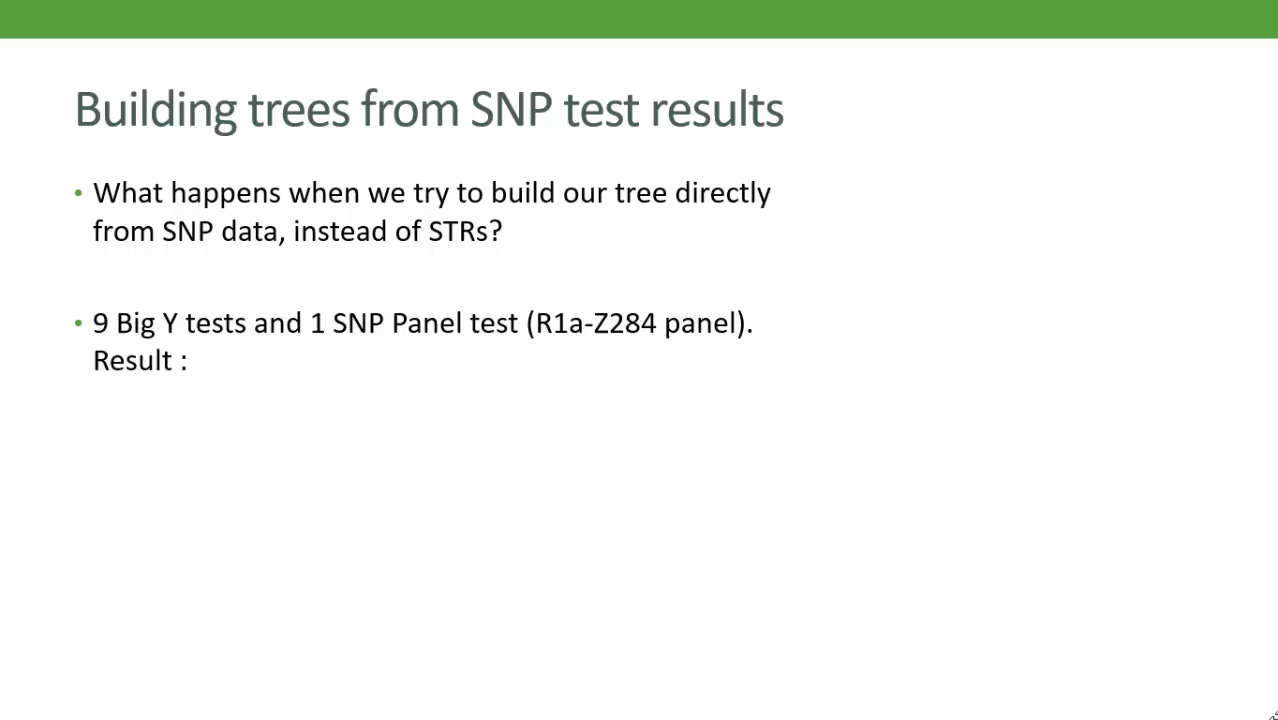 Building trees from SNP test results
• What happens when we try to build our tree directly
from SNP data, instead of STRs?
• 9 Big Y tests and 1 SNP Panel test (R1a-Z284 panel).
Result :